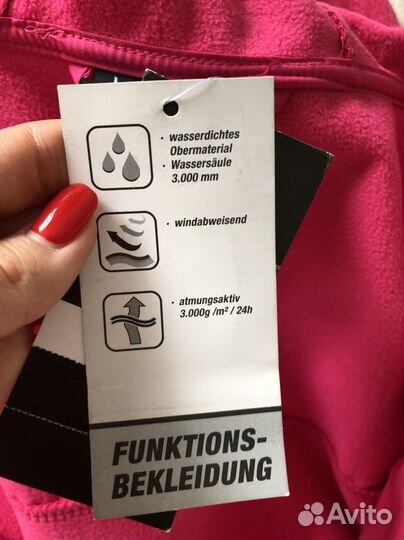 · wasserdichtes
Obermaterial
· Wassersäule
3.000 mm
· windabweisend
· atmungsaktiv
3.000g /m² / 24h
FUNKTIONS-
BEKLEIDUNG
Avito